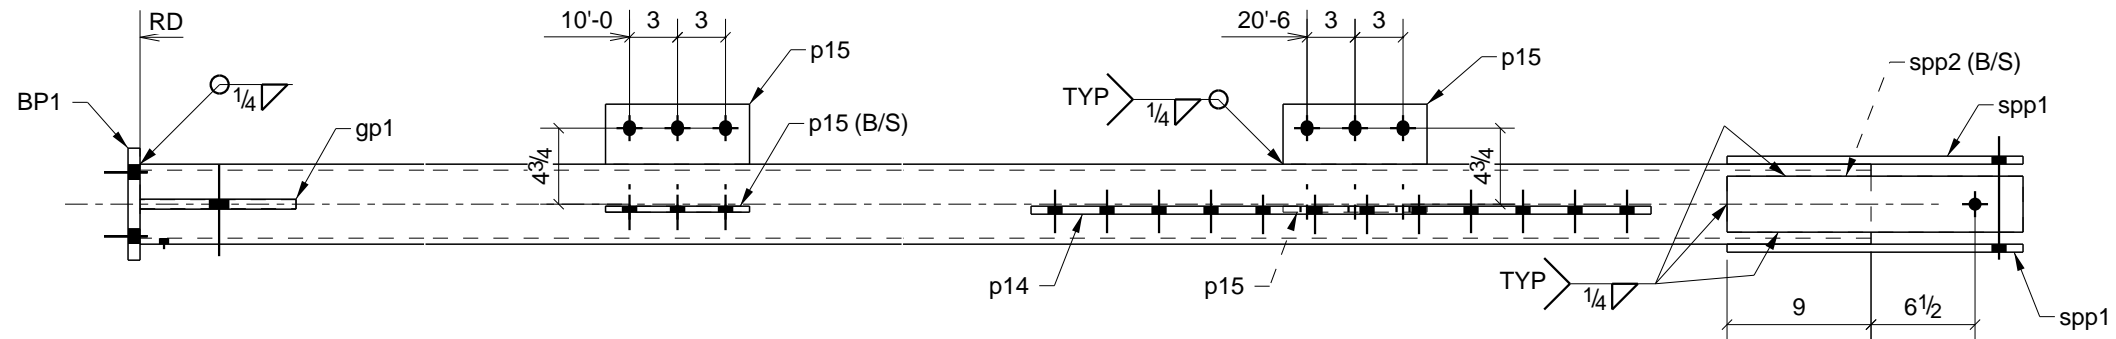 RD
10'-0 3 3
20'-6 3 3
p15
p15
spp2 (B/S)
BP1
1/4
gp1
p15 (B/S)
TYP
1/4
spp1
4 3/4
4 3/4
p14
p15
TYP
1/4
9
6 1/2
spp1